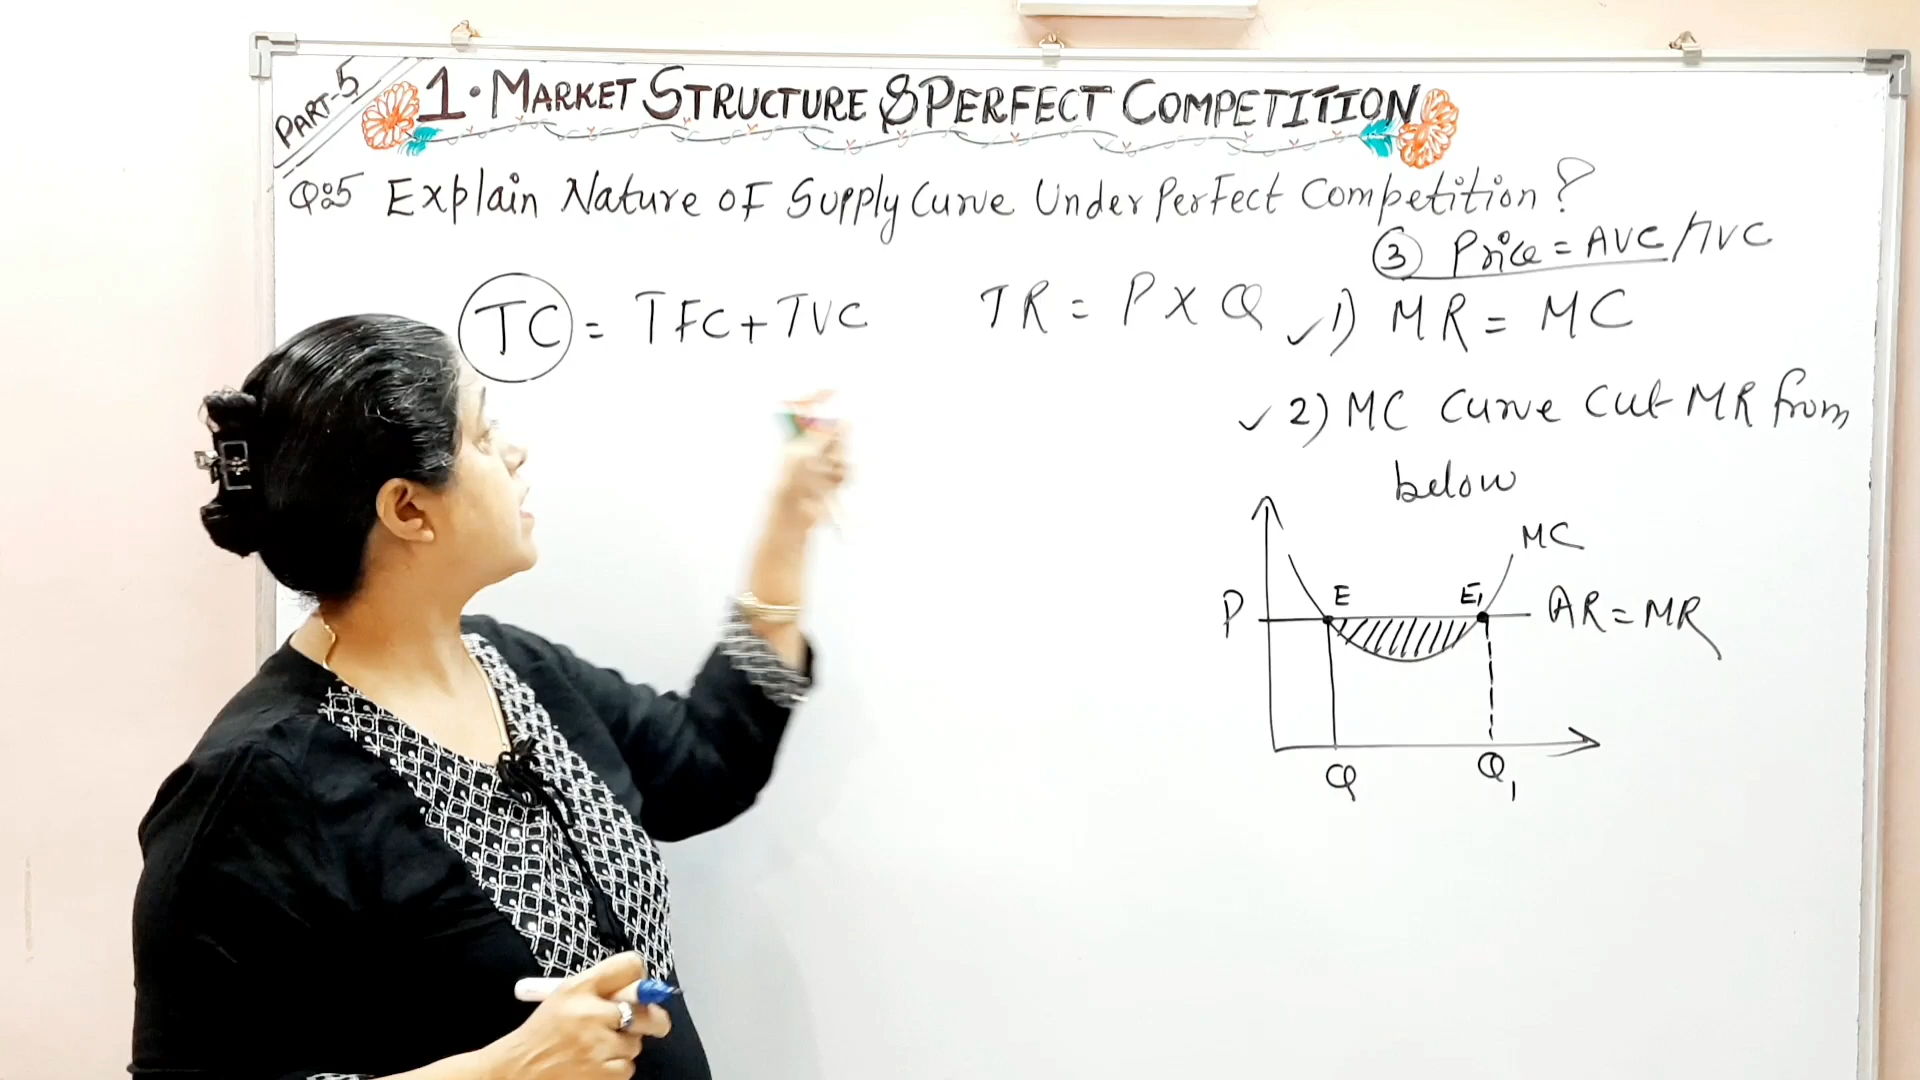 PART-5
1. MARKET STRUCTURE & PERFECT COMPETITION
Q:5 Explain Nature OF Supply Curve Under Perfect Competition?
③ Price = AVC/TVC
TC = TFC + TVC
TR = P X Q
1) MR = MC
2) MC Curve Cut MR from
below
MC
P
E
E1
AR = MR
Q
Q1